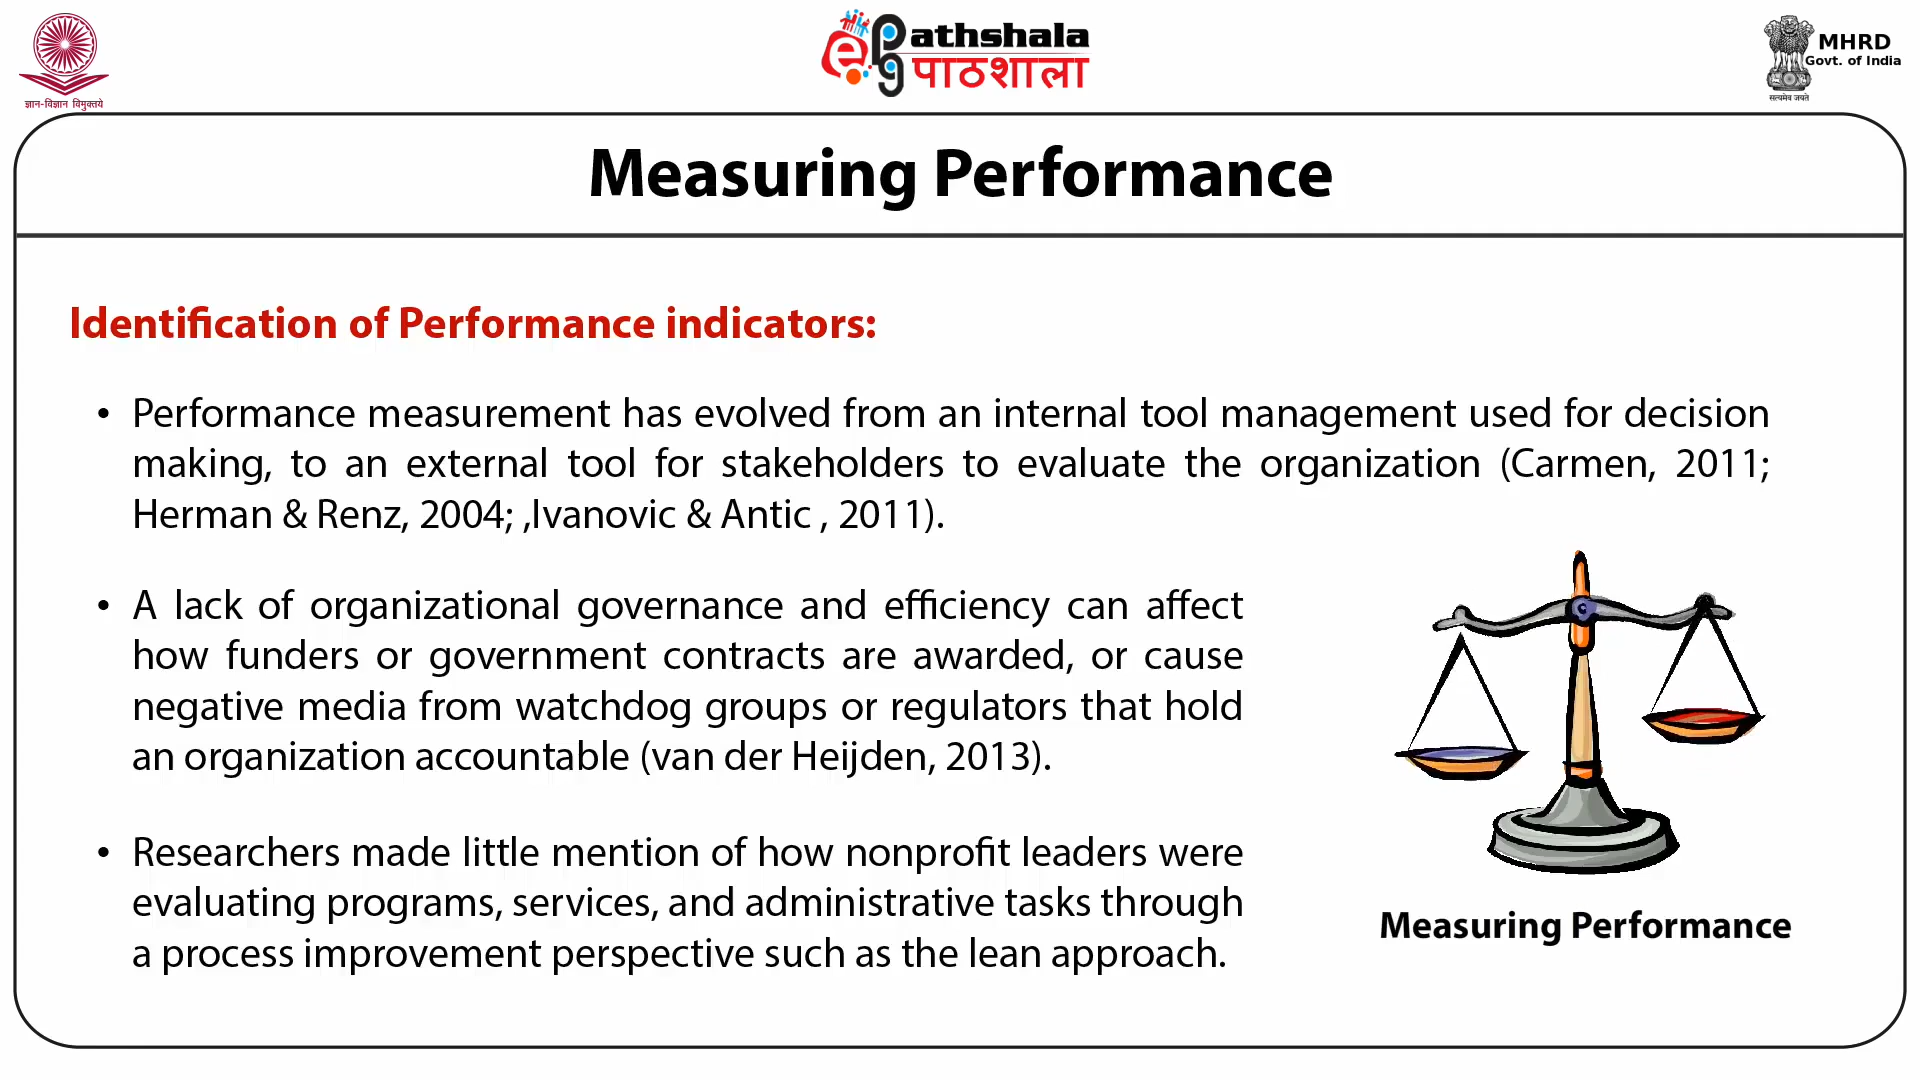 ज्ञान-विज्ञान विमुक्तये
e Pathshala
पाठशाला
सत्यमेव जयते
MHRD
Govt. of India
Measuring Performance
Identification of Performance indicators:
• Performance measurement has evolved from an internal tool management used for decision
making, to an external tool for stakeholders to evaluate the organization (Carmen, 2011;
Herman & Renz, 2004; ,Ivanovic & Antic , 2011).
• A lack of organizational governance and efficiency can affect
how funders or government contracts are awarded, or cause
negative media from watchdog groups or regulators that hold
an organization accountable (van der Heijden, 2013).
• Researchers made little mention of how nonprofit leaders were
evaluating programs, services, and administrative tasks through
a process improvement perspective such as the lean approach.
Measuring Performance